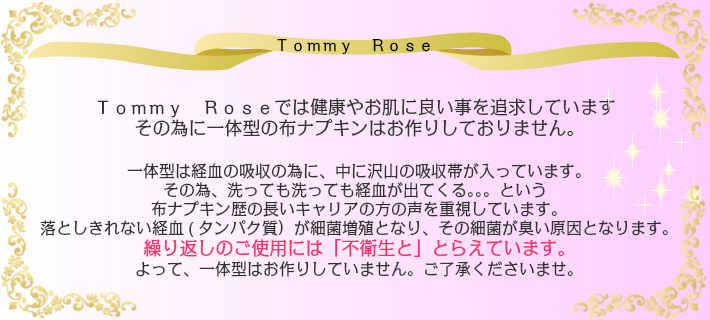 Ｔｏｍｍｙ　Ｒｏｓｅ
Ｔｏｍｍｙ　Ｒｏｓｅでは健康やお肌に良い事を追求しています
その為に一体型の布ナプキンはお作りしておりません。
一体型は経血の吸収の為に、中に沢山の吸収帯が入っています。
その為、洗っても洗っても経血が出てくる。。。という
布ナプキン歴の長いキャリアの方の声を重視しています。
落としきれない経血(タンパク質）が細菌増殖となり、その細菌が臭い原因となります。
繰り返しのご使用には「不衛生と」とらえています。
よって、一体型はお作りしていません。ご了承くださいませ。